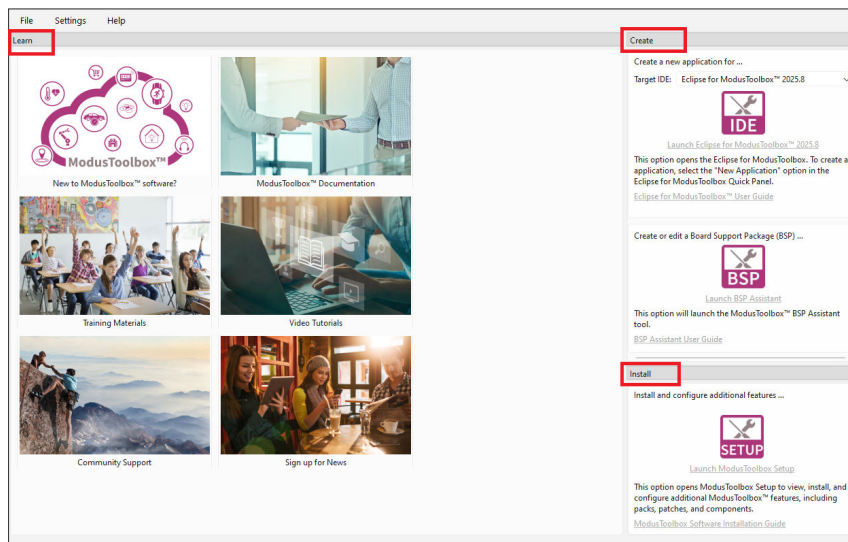 File Settings Help
Learn
ModusToolbox™
New to ModusToolbox™ software?
ModusToolbox™ Documentation
Training Materials
Video Tutorials
Community Support
Sign up for News
Create
Create a new application for ...
Target IDE: Eclipse for ModusToolbox™ 2025.8
IDE
Launch Eclipse for ModusToolbox™ 2025.8
This option opens the Eclipse for ModusToolbox. To create a
application, select the "New Application" option in the
Eclipse for ModusToolbox Quick Panel.
Eclipse for ModusToolbox™ User Guide
Create or edit a Board Support Package (BSP) ...
BSP
Launch BSP Assistant
This option will launch the ModusToolbox™ BSP Assistant
tool.
BSP Assistant User Guide
Install
Install and configure additional features ...
SETUP
Launch ModusToolbox Setup
This option opens ModusToolbox Setup to view, install, and
configure additional ModusToolbox™ features, including
packs, patches, and components.
ModusToolbox Software Installation Guide